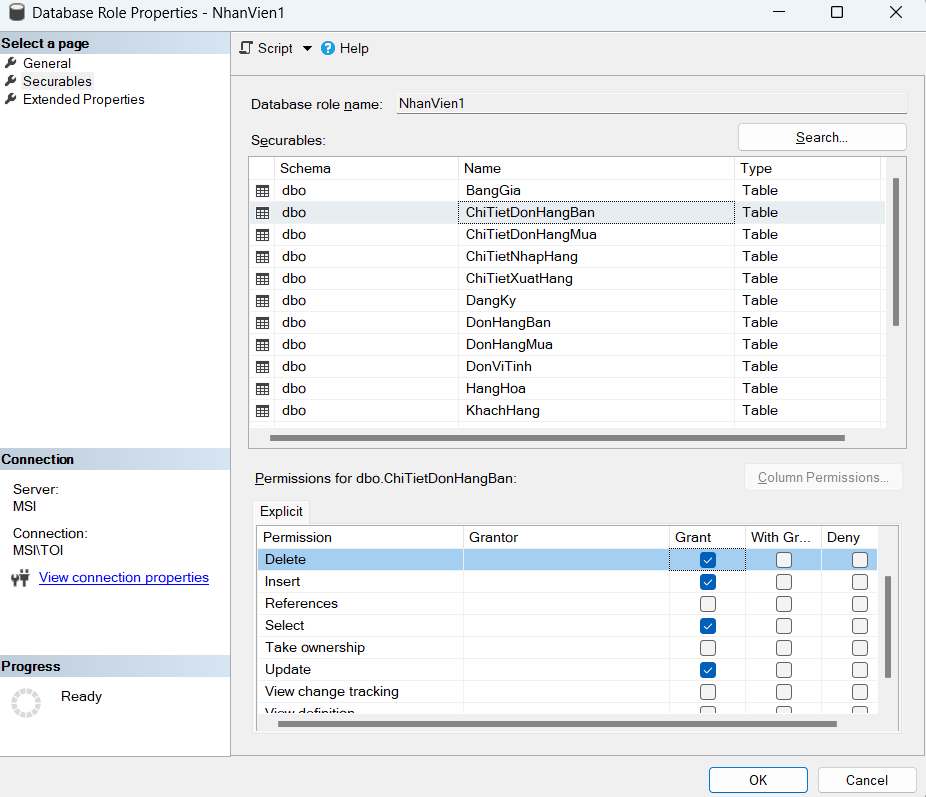 Database Role Properties - NhanVien1
Select a page
General
Securables
Extended Properties
Script
Help
Database role name: NhanVien1
Securables:
Search...
Schema Name Type
dbo BangGia Table
dbo ChiTietDonHangBan Table
dbo ChiTietDonHangMua Table
dbo ChiTietNhapHang Table
dbo ChiTietXuatHang Table
dbo DangKy Table
dbo DonHangBan Table
dbo DonHangMua Table
dbo DonViTinh Table
dbo HangHoa Table
dbo KhachHang Table
Connection
Server:
MSI
Connection:
MSI\TOI
View connection properties
Progress
Ready
Permissions for dbo.ChiTietDonHangBan:
Column Permissions...
Explicit
Permission Grantor Grant With Gr... Deny
Delete
Insert
References
Select
Take ownership
Update
View change tracking
View definition
OK
Cancel